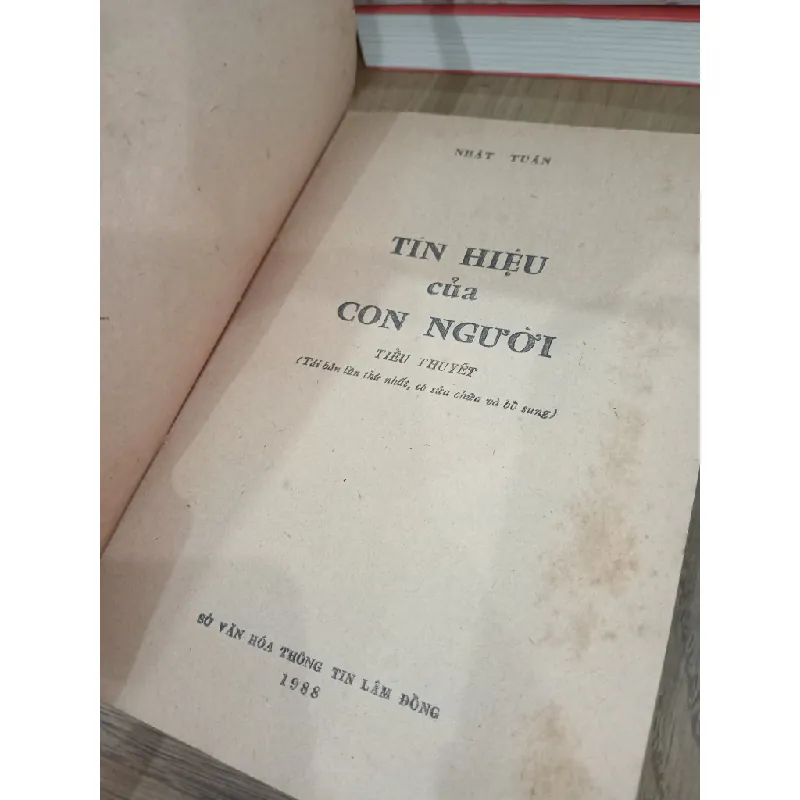 NHẬT TUẤN
TÍN HIỆU
của
CON NGƯỜI
TIỂU THUYẾT
(Tái bản lần thứ nhất, có sửa chữa và bổ sung)
SỞ VĂN HÓA THÔNG TIN LÂM ĐỒNG
1988